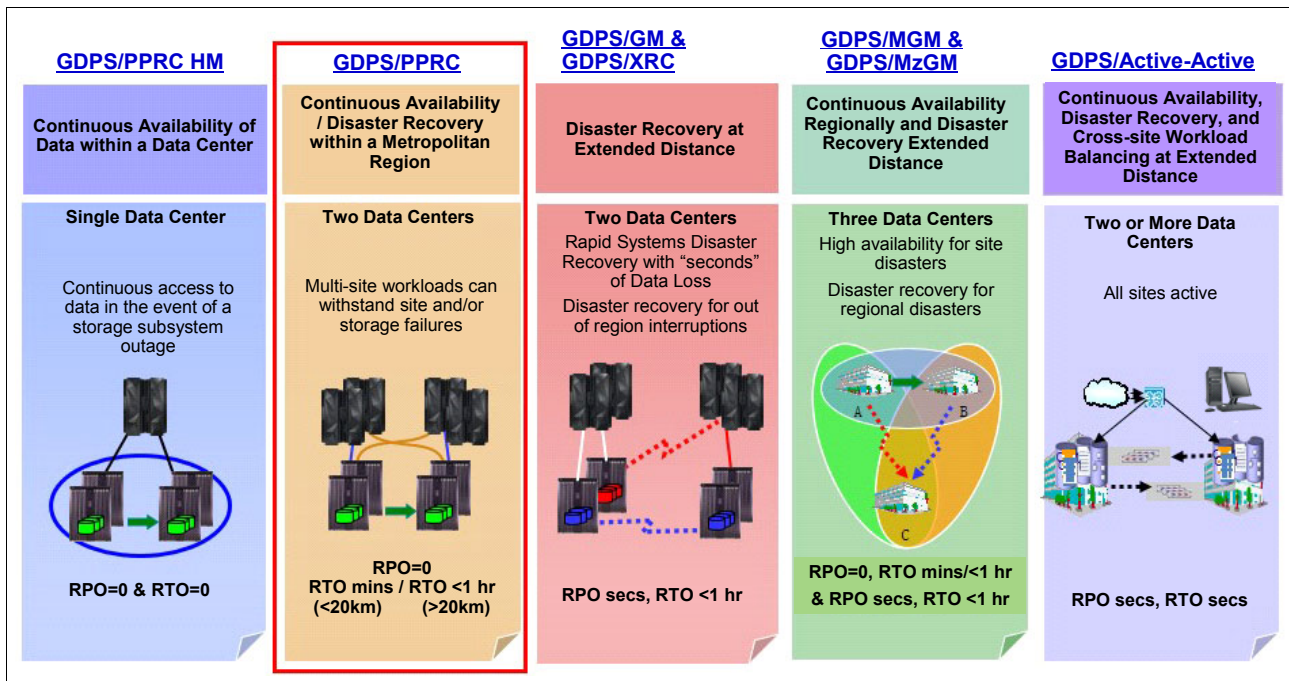 GDPS/PPRC HM
Continuous Availability of
Data within a Data Center
Single Data Center
Continuous access to
data in the event of a
storage subsystem
outage
RPO=0 & RTO=0
GDPS/PPRC
Continuous Availability
/ Disaster Recovery
within a Metropolitan
Region
Two Data Centers
Multi-site workloads can
withstand site and/or
storage failures
RPO=0
RTO mins / RTO <1 hr
(<20km) (>20km)
GDPS/GM &
GDPS/XRC
Disaster Recovery at
Extended Distance
Two Data Centers
Rapid Systems Disaster
Recovery with “seconds”
of Data Loss
Disaster recovery for out
of region interruptions
RPO secs, RTO <1 hr
GDPS/MGM &
GDPS/MzGM
Continuous Availability
Regionally and Disaster
Recovery Extended
Distance
Three Data Centers
High availability for site
disasters
Disaster recovery for
regional disasters
A
B
C
RPO=0, RTO mins/<1 hr
& RPO secs, RTO <1 hr
GDPS/Active-Active
Continuous Availability,
Disaster Recovery, and
Cross-site Workload
Balancing at Extended
Distance
Two or More Data
Centers
All sites active
RPO secs, RTO secs